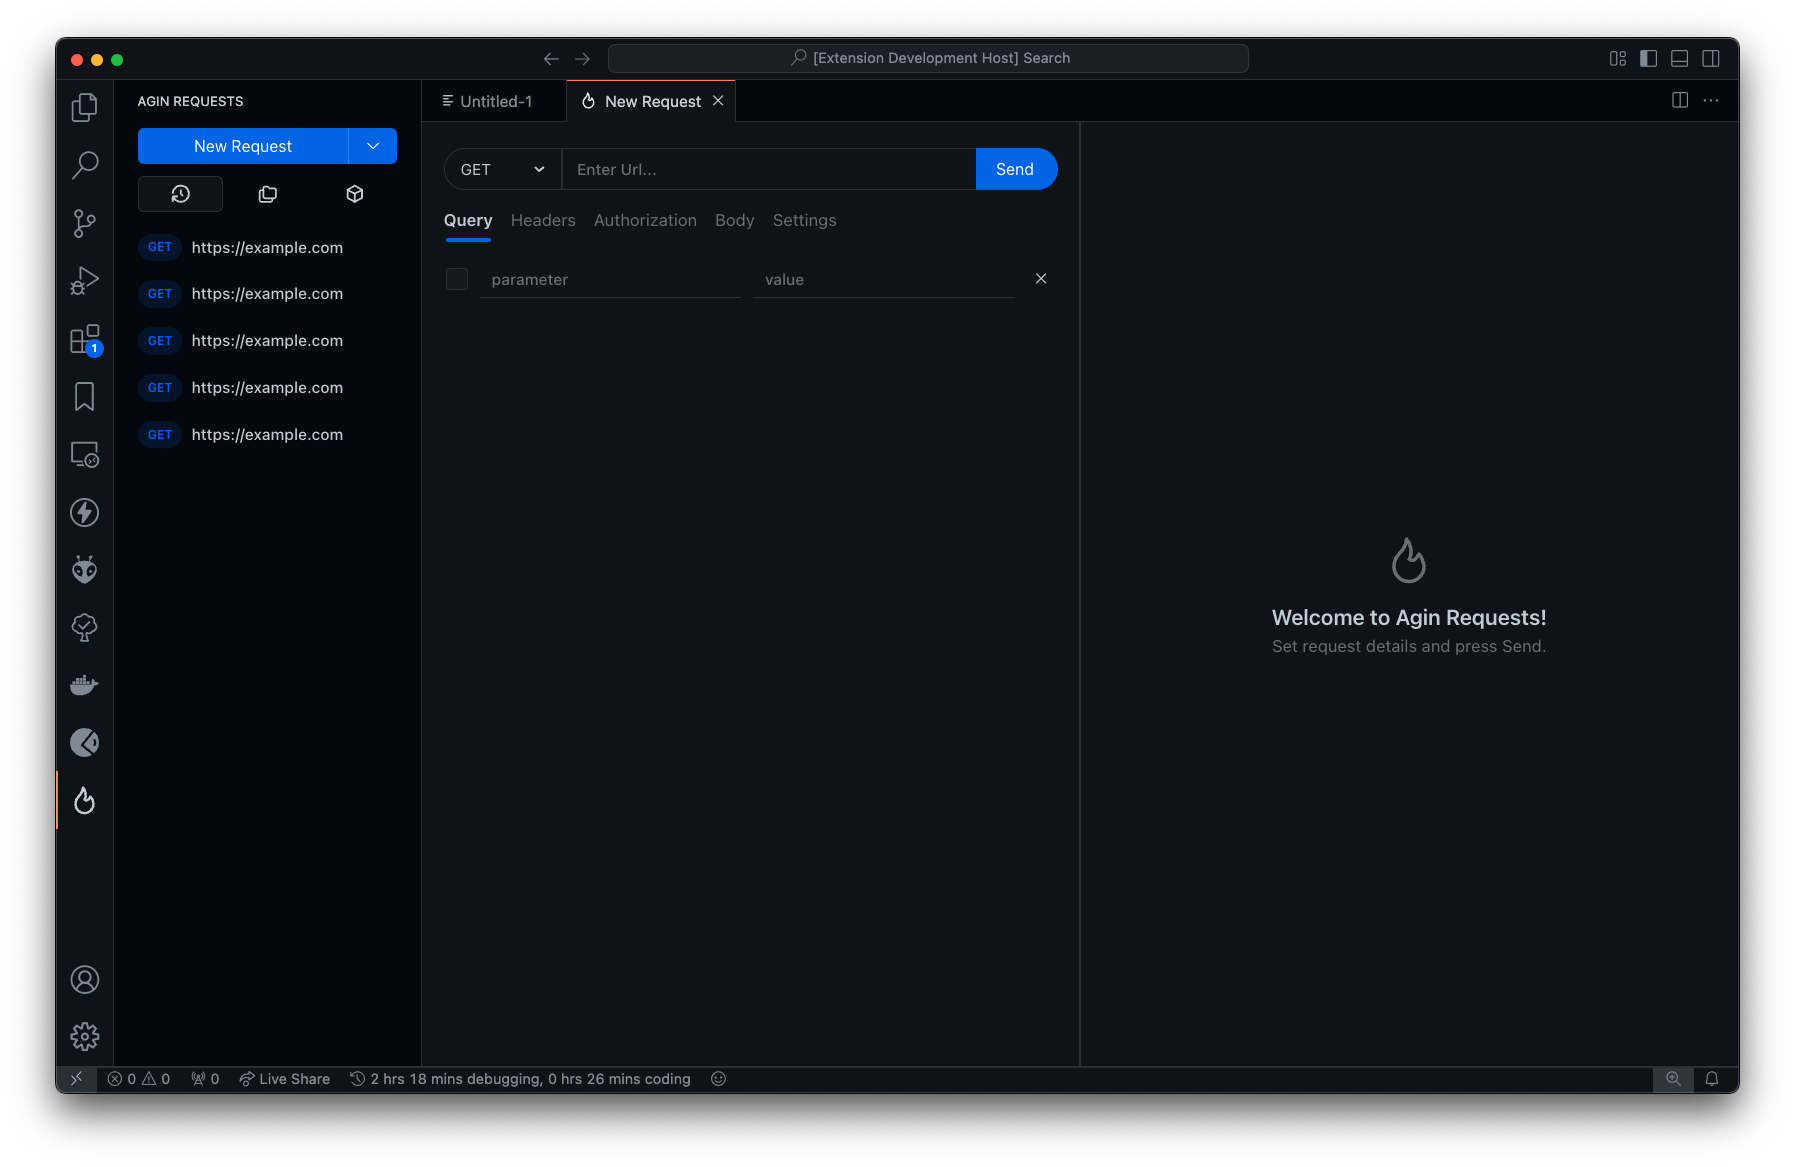 [Extension Development Host] Search
AGIN REQUESTS
New Request
GET https://example.com
GET https://example.com
GET https://example.com
GET https://example.com
GET https://example.com
1
Untitled-1
New Request
GET
Enter Url...
Send
Query Headers Authorization Body Settings
parameter value
Welcome to Agin Requests!
Set request details and press Send.
0 0 0 Live Share 2 hrs 18 mins debugging, 0 hrs 26 mins coding